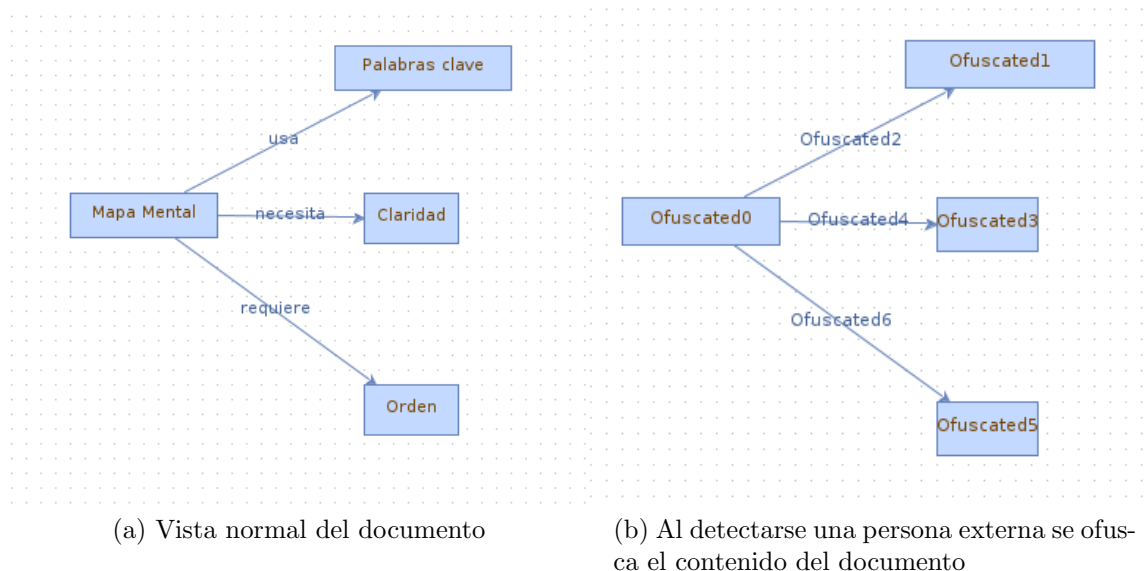 Palabras clave
usa
Mapa Mental
necesita
Claridad
requiere
Orden
(a) Vista normal del documento
Ofuscated1
Ofuscated2
Ofuscated0
Ofuscated4
Ofuscated3
Ofuscated6
Ofuscated5
(b) Al detectarse una persona externa se ofus-
ca el contenido del documento